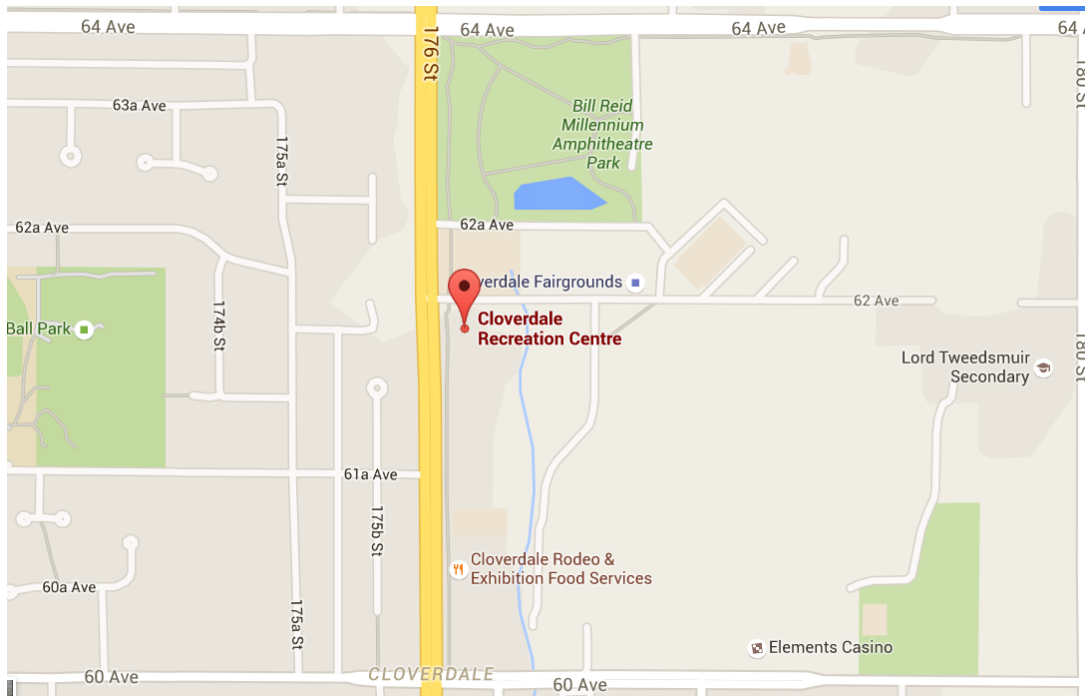 64 Ave
64 Ave
64 Ave
64 A
176 St
180 St
63a Ave
Bill Reid
Millennium
Amphitheatre
Park
175a St
62a Ave
62a Ave
verdale Fairgrounds
62 Ave
Cloverdale
Recreation Centre
Ball Park
174b St
180 St
Lord Tweedsmuir
Secondary
61a Ave
175b St
Cloverdale Rodeo &
Exhibition Food Services
60a Ave
175a St
Elements Casino
60 Ave
CLOVERDALE
60 Ave